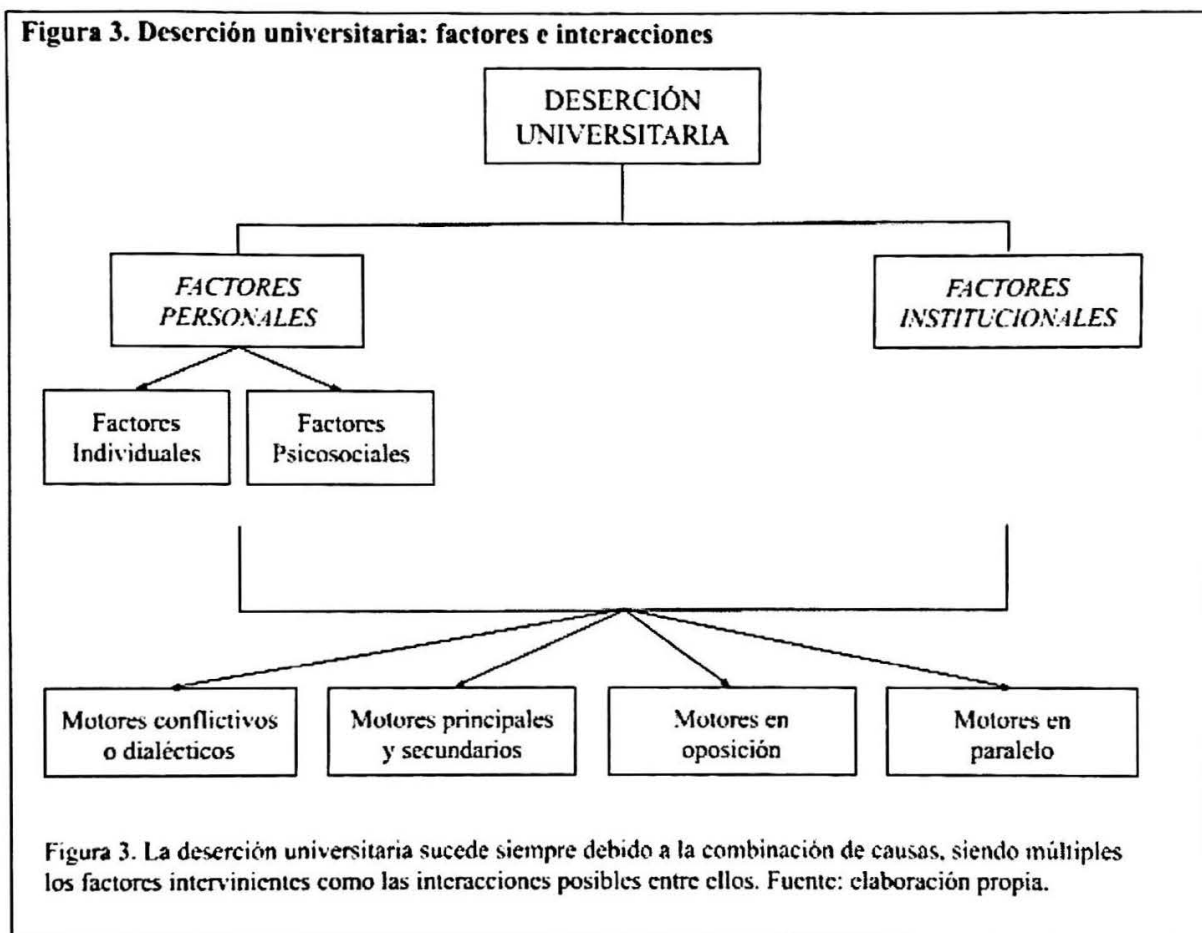 Figura 3. Deserción universitaria: factores e interacciones
DESERCIÓN
UNIVERSITARIA
FACTORES
PERSONALES
FACTORES
INSTITUCIONALES
Factores
Individuales
Factores
Psicosociales
Motores conflictivos
o dialécticos
Motores principales
y secundarios
Motores en
oposición
Motores en
paralelo
Figura 3. La deserción universitaria sucede siempre debido a la combinación de causas, siendo múltiples
los factores intervinientes como las interacciones posibles entre ellos. Fuente: elaboración propia.